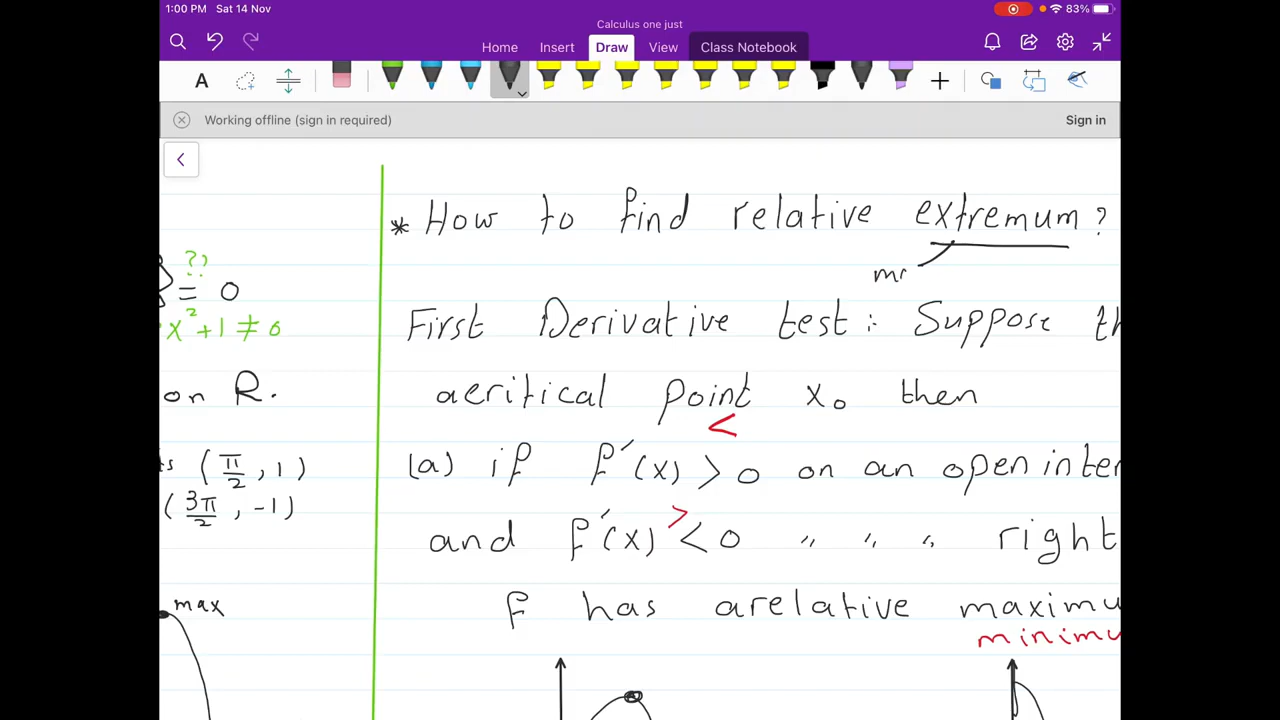 1:00 PM Sat 14 Nov
83%
Calculus one just
Home Insert Draw View Class Notebook
A
Working offline (sign in required)
Sign in
* How to find relative extremum?
m
?)
= 0
x² + 1 ≠ 0
First Derivative test: Suppose th
on R.
acritical point x₀ then
<
(π/2, 1)
(a) if f'(x) > 0 on an open inter
(3π/2, -1)
>
and f'(x) < 0 " " " right
max
f has arelative maximu
minimu